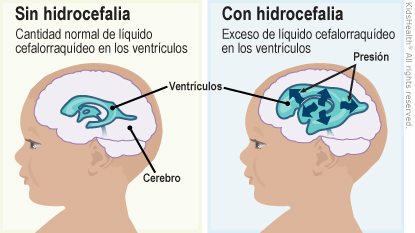 Sin hidrocefalia
Cantidad normal de líquido
cefalorraquídeo en los ventrículos
Con hidrocefalia
Exceso de líquido cefalorraquídeo
en los ventrículos
Presión
Ventrículos
Cerebro
KidsHealth® All rights reserved.